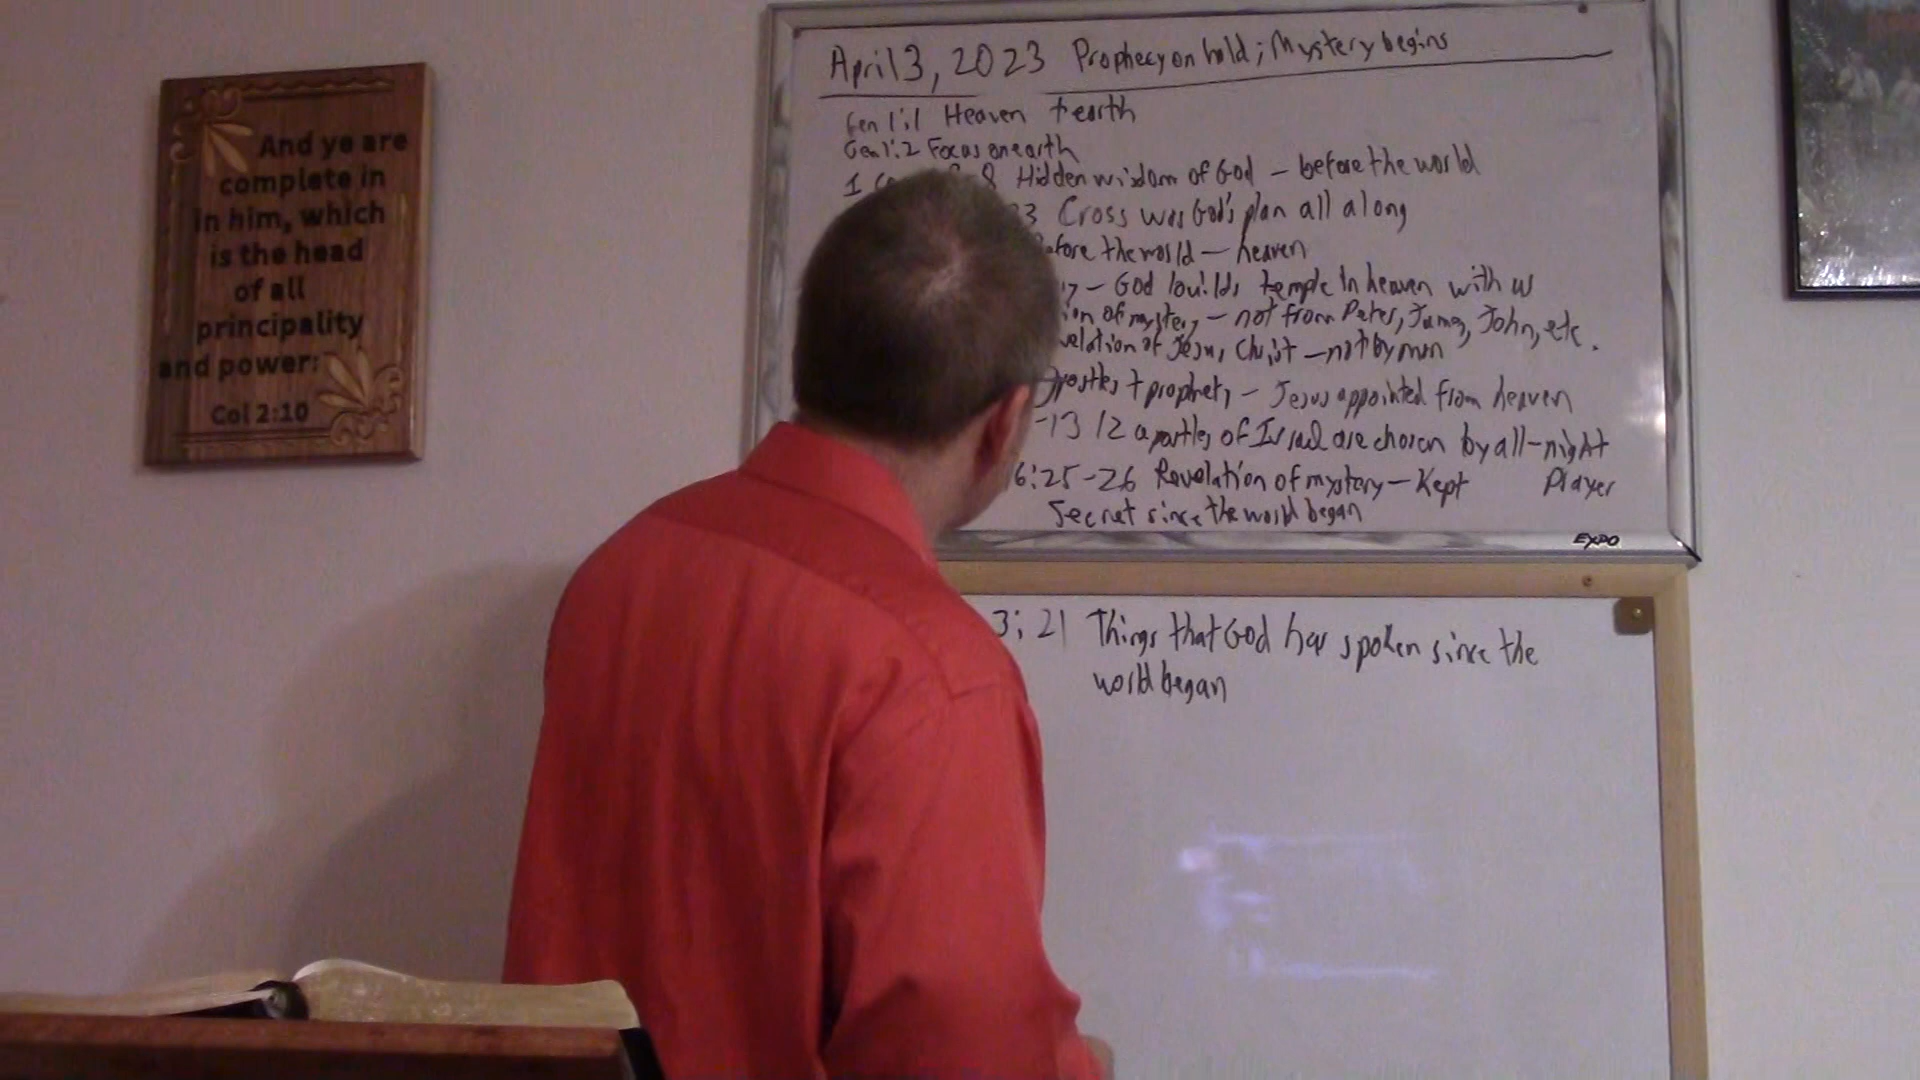 And ye are
complete in
in him, which
is the head
of all
principality
and power:
Col 2:10
April 3, 2023 Prophecy on hold; Mystery begins
Gen 1:1 Heaven + earth
Gen 1:2 Focus on earth
1 8 Hidden wisdom of God - before the world
3 Cross was God's plan all along
before the world - heaven
- God builds temple in heaven with us
of mystery - not from Peter, James, John, etc.
of Jesus Christ - not by man
+ prophets - Jesus appointed from heaven
-13 12 apostles of Israel are chosen by all-night
Prayer
6:25-26 Revelation of mystery - Kept
Secret since the world began
EXPO
3:21 Things that God has spoken since the
world began